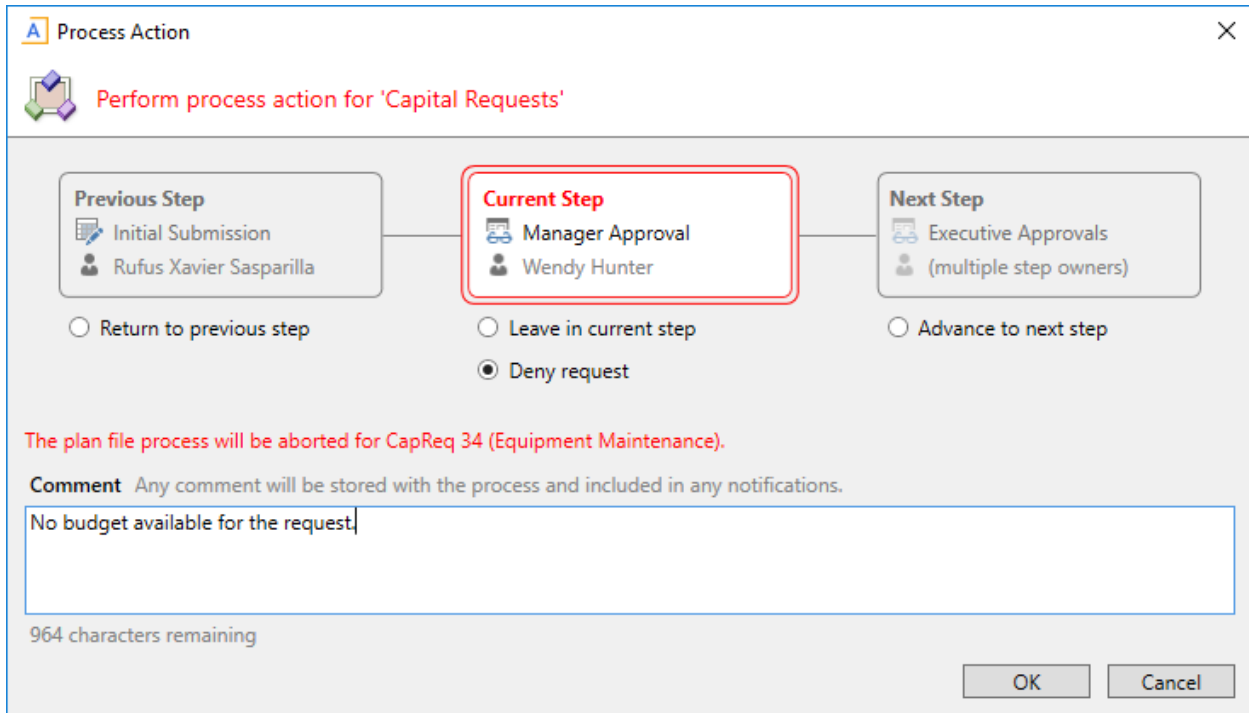 A Process Action
Perform process action for 'Capital Requests'
Previous Step
Initial Submission
Rufus Xavier Sasparilla
Return to previous step
Current Step
Manager Approval
Wendy Hunter
Leave in current step
Deny request
Next Step
Executive Approvals
(multiple step owners)
Advance to next step
The plan file process will be aborted for CapReq 34 (Equipment Maintenance).
Comment Any comment will be stored with the process and included in any notifications.
No budget available for the request.
964 characters remaining
OK Cancel